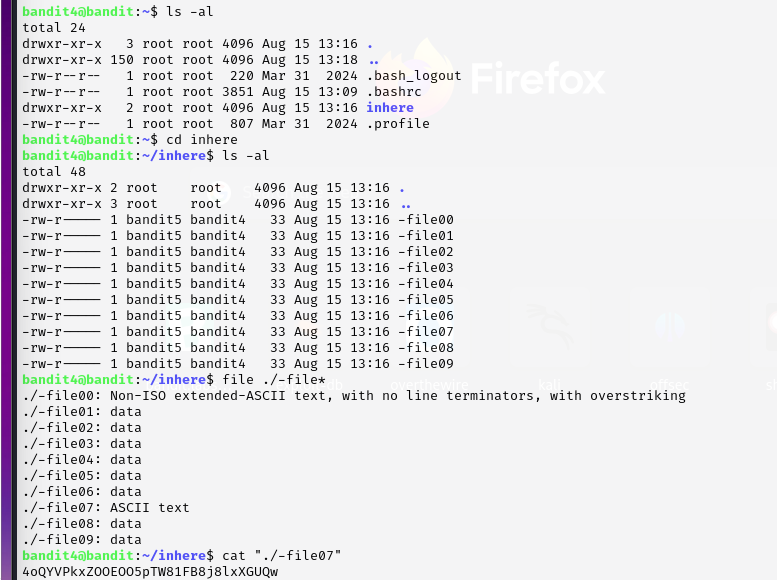 bandit4@bandit:~$ ls -al
total 24
drwxr-xr-x   3 root root 4096 Aug 15 13:16 .
drwxr-xr-x 150 root root 4096 Aug 15 13:18 ..
-rw-r--r--   1 root root  220 Mar 31  2024 .bash_logout
-rw-r--r--   1 root root 3851 Aug 15 13:09 .bashrc
drwxr-xr-x   2 root root 4096 Aug 15 13:16 inhere
-rw-r--r--   1 root root  807 Mar 31  2024 .profile
bandit4@bandit:~$ cd inhere
bandit4@bandit:~/inhere$ ls -al
total 48
drwxr-xr-x 2 root    root    4096 Aug 15 13:16 .
drwxr-xr-x 3 root    root    4096 Aug 15 13:16 ..
-rw-r----- 1 bandit5 bandit4   33 Aug 15 13:16 -file00
-rw-r----- 1 bandit5 bandit4   33 Aug 15 13:16 -file01
-rw-r----- 1 bandit5 bandit4   33 Aug 15 13:16 -file02
-rw-r----- 1 bandit5 bandit4   33 Aug 15 13:16 -file03
-rw-r----- 1 bandit5 bandit4   33 Aug 15 13:16 -file04
-rw-r----- 1 bandit5 bandit4   33 Aug 15 13:16 -file05
-rw-r----- 1 bandit5 bandit4   33 Aug 15 13:16 -file06
-rw-r----- 1 bandit5 bandit4   33 Aug 15 13:16 -file07
-rw-r----- 1 bandit5 bandit4   33 Aug 15 13:16 -file08
-rw-r----- 1 bandit5 bandit4   33 Aug 15 13:16 -file09
bandit4@bandit:~/inhere$ file ./-file*
./-file00: Non-ISO extended-ASCII text, with no line terminators, with overstriking
./-file01: data
./-file02: data
./-file03: data
./-file04: data
./-file05: data
./-file06: data
./-file07: ASCII text
./-file08: data
./-file09: data
bandit4@bandit:~/inhere$ cat "./-file07"
4oQYVPkxZOOEOO5pTW81FB8j8lxXGUQw
Firefox
overthewire
kali
offsec